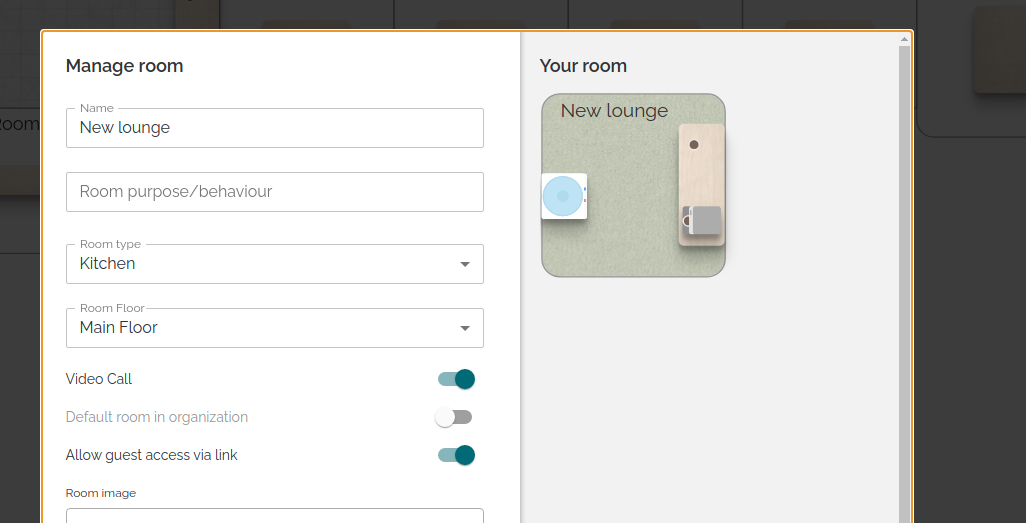 Manage room
Name
New lounge
Room purpose/behaviour
Room type
Kitchen
Room Floor
Main Floor
Video Call
Default room in organization
Allow guest access via link
Room image
Your room
New lounge
Room